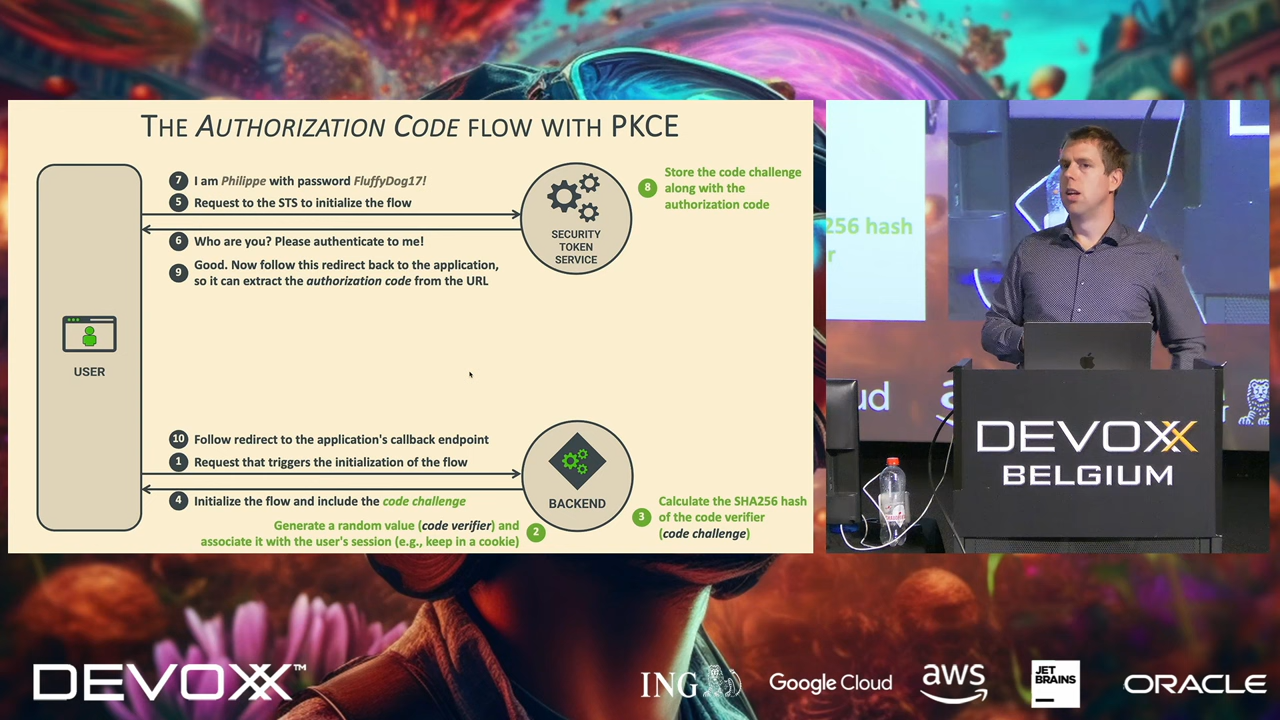 THE AUTHORIZATION CODE FLOW WITH PKCE
7 I am Philippe with password FluffyDog17!
5 Request to the STS to initialize the flow
6 Who are you? Please authenticate to me!
9 Good. Now follow this redirect back to the application,
so it can extract the authorization code from the URL
SECURITY
TOKEN
SERVICE
8 Store the code challenge
along with the
authorization code
USER
10 Follow redirect to the application's callback endpoint
1 Request that triggers the initialization of the flow
4 Initialize the flow and include the code challenge
BACKEND
Generate a random value (code verifier) and
associate it with the user's session (e.g., keep in a cookie)
2
3 Calculate the SHA256 hash
of the code verifier
(code challenge)
256 hash
r
ud
a
r
DEVOXX
BELGIUM
DEVOXX™
ING
Google Cloud
aws
JET
BRAINS
ORACLE